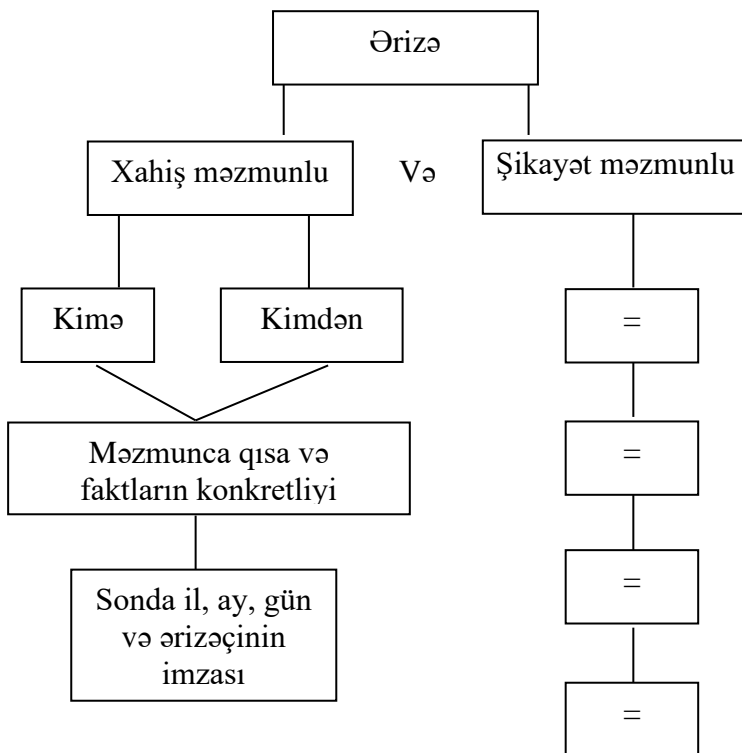 Ərizə
Xahiş məzmunlu
Və
Şikayət məzmunlu
Kimə
Kimdən
=
Məzmunca qısa və
faktların konkretliyi
=
Sonda il, ay, gün
və ərizəçinin
imzası
=
=